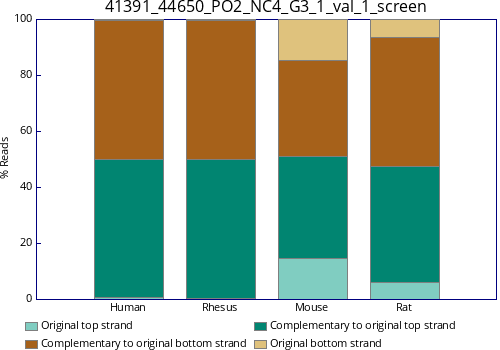 41391_44650_PO2_NC4_G3_1_val_1_screen
100
80
60
40
20
0
% Reads
Human Rhesus Mouse Rat
Original top strand Complementary to original top strand
Complementary to original bottom strand Original bottom strand